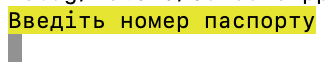 Введіть номер паспорту